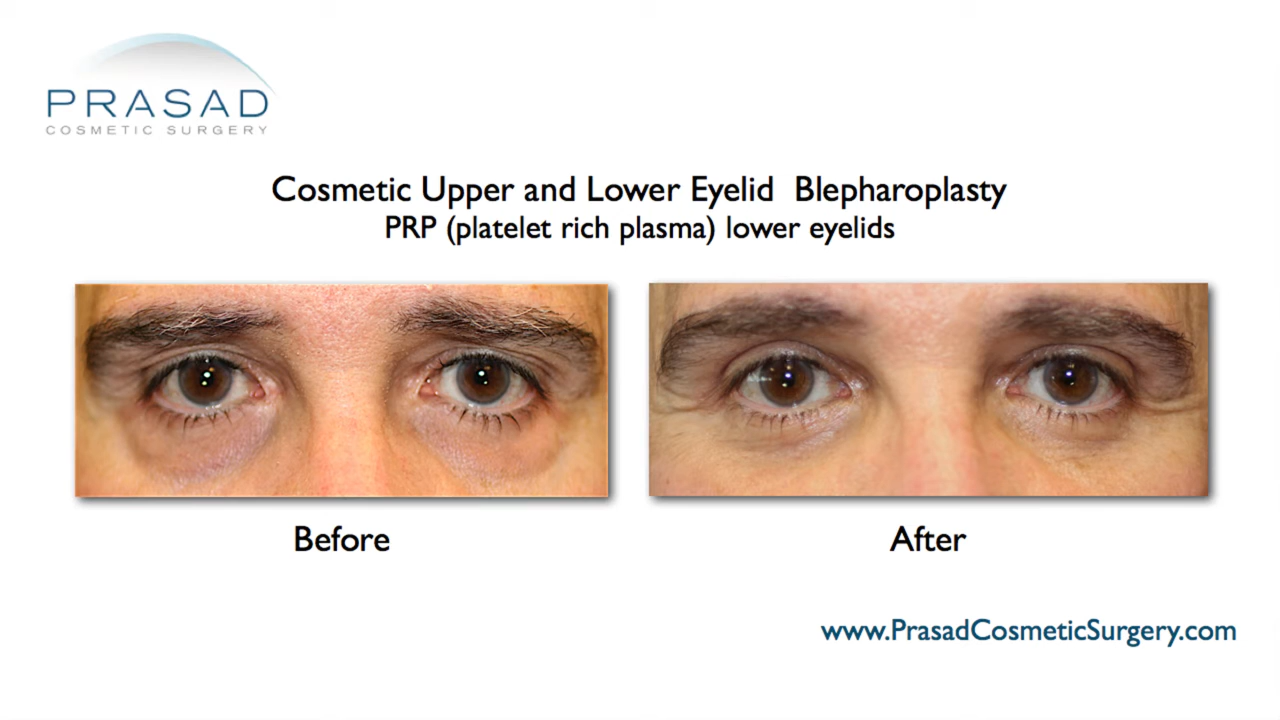 PRASAD
COSMETIC SURGERY
Cosmetic Upper and Lower Eyelid Blepharoplasty
PRP (platelet rich plasma) lower eyelids
Before
After
www.PrasadCosmeticSurgery.com